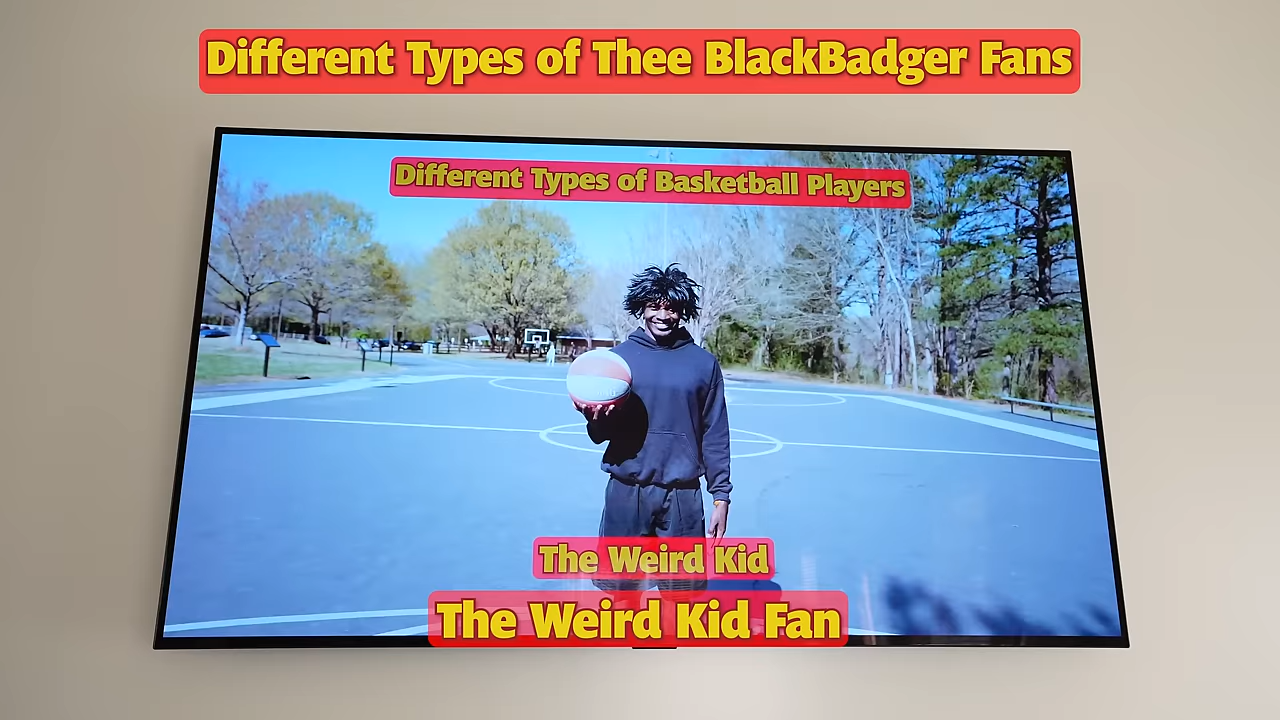 Different Types of Thee BlackBadger Fans
Different Types of Basketball Players
The Weird Kid
The Weird Kid Fan